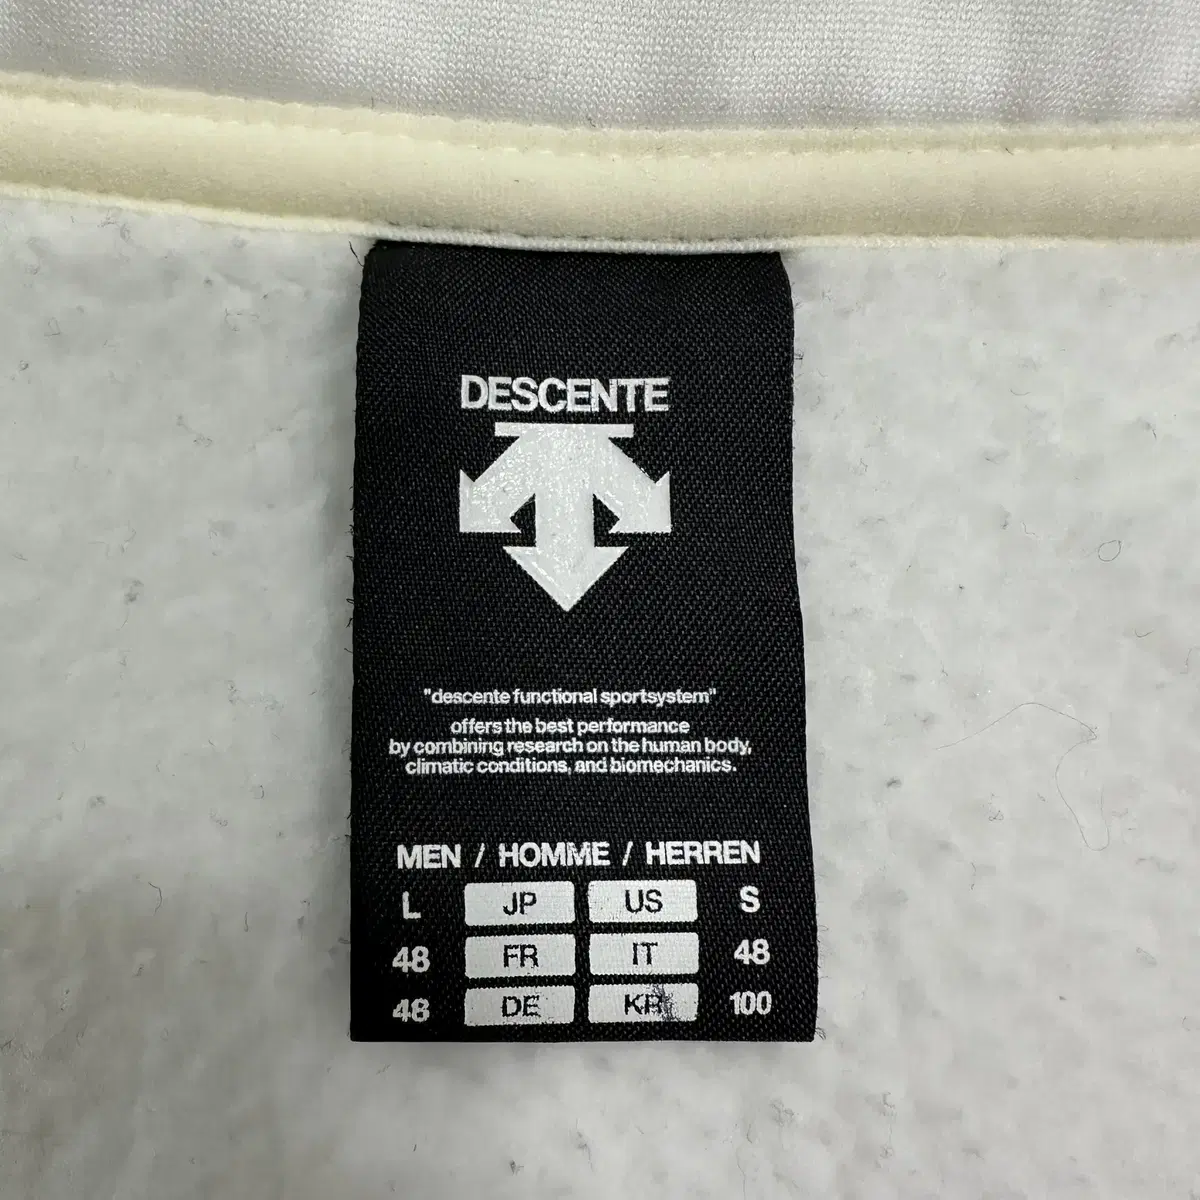 DESCENTE
"descente functional sportsystem"
offers the best performance
by combining research on the human body,
climatic conditions, and biomechanics.
MEN / HOMME / HERREN
L JP US S
48 FR IT 48
48 DE KR 100